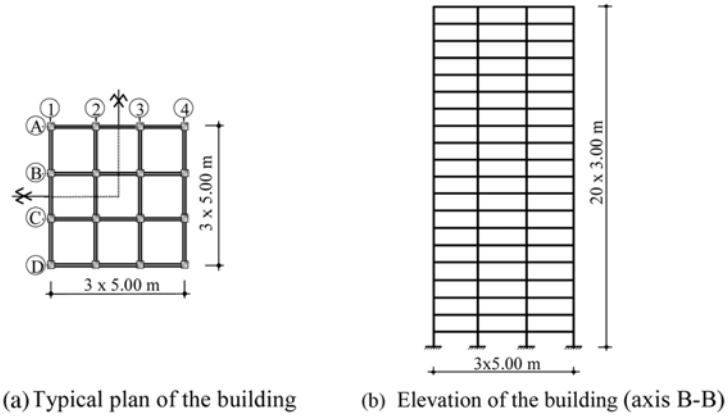 1 2 3 4
A
B
C
D
3 x 5.00 m
3 x 5.00 m
(a) Typical plan of the building
20 x 3.00 m
3x5.00 m
(b) Elevation of the building (axis B-B)